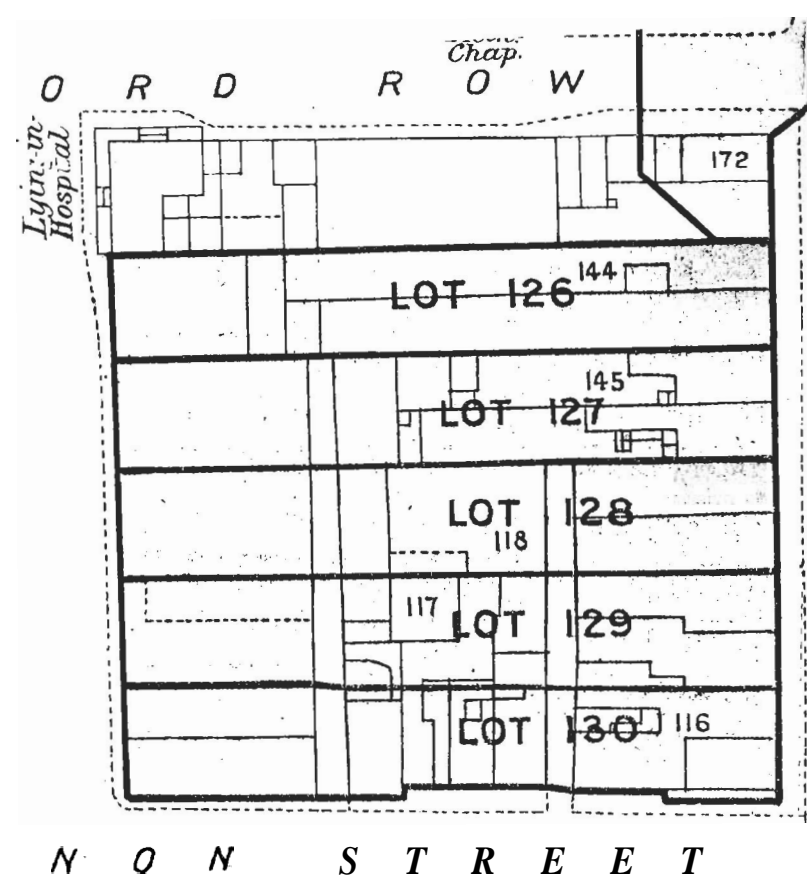 Chap.
O R D R O W
Lying-in-
Hospital
172
144
LOT 126
145
LOT 127
LOT 128
118
117
LOT 129
LOT 130
116
N O N S T R E E T